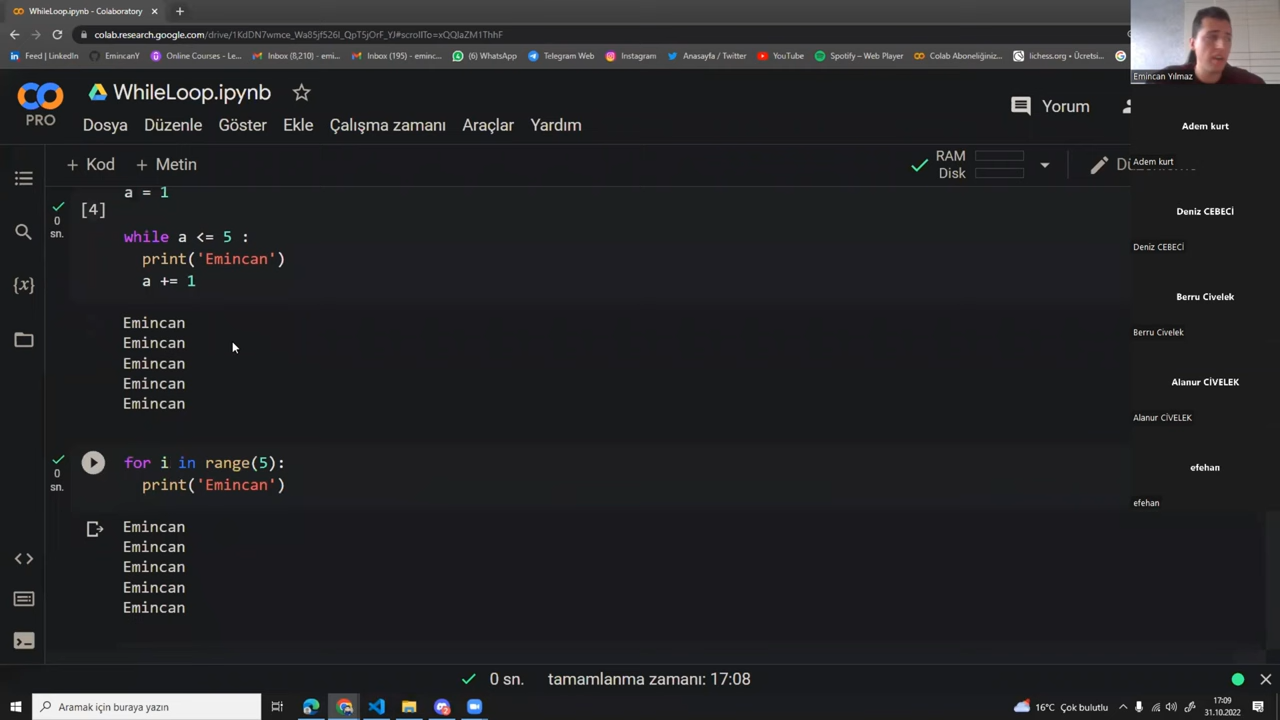 WhileLoop.ipynb - Colaboratory
colab.research.google.com/drive/1KdDN7wmce_Wa85jf526I_QpT5jOrF_YJ#scrollTo=xQQlaZM1ThhF
Feed | LinkedIn EmincanY Online Courses - Le... Inbox (8,210) - emi... Inbox (195) - eminc... (6) WhatsApp Telegram Web Instagram Anasayfa / Twitter YouTube Spotify – Web Player Colab Aboneliğiniz... lichess.org • Ücretsi...
WhileLoop.ipynb
PRO
Dosya Düzenle Göster Ekle Çalışma zamanı Araçlar Yardım
Yorum
+ Kod + Metin
RAM
Disk
a = 1
[4]
0
sn.
while a <= 5 :
print('Emincan')
a += 1
Emincan
Emincan
Emincan
Emincan
Emincan
0
sn.
for i in range(5):
print('Emincan')
Emincan
Emincan
Emincan
Emincan
Emincan
0 sn. tamamlanma zamanı: 17:08
Emincan Yılmaz
Adem kurt
Adem kurt
Deniz CEBECİ
Deniz CEBECİ
Berru Civelek
Berru Civelek
Alanur CİVELEK
Alanur CİVELEK
efehan
efehan
Aramak için buraya yazın
16°C Çok bulutlu
17:09
31.10.2022